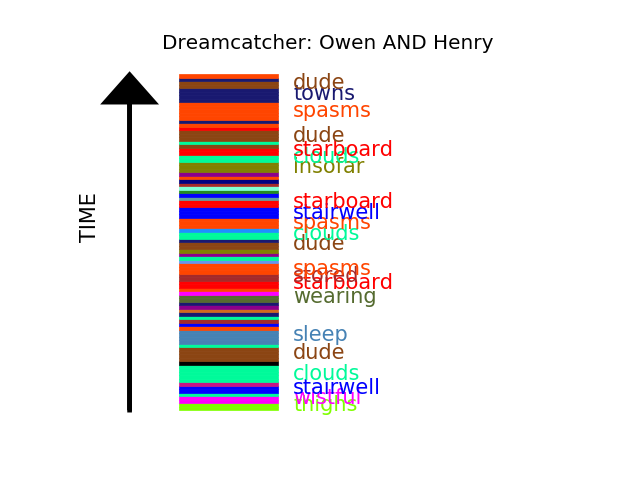 Dreamcatcher: Owen AND Henry
TIME
dude
towns
spasms
dude
starboard
clouds
insofar
starboard
stairwell
spasms
clouds
dude
spasms
stored
starboard
wearing
sleep
dude
clouds
stairwell
wistful
thighs